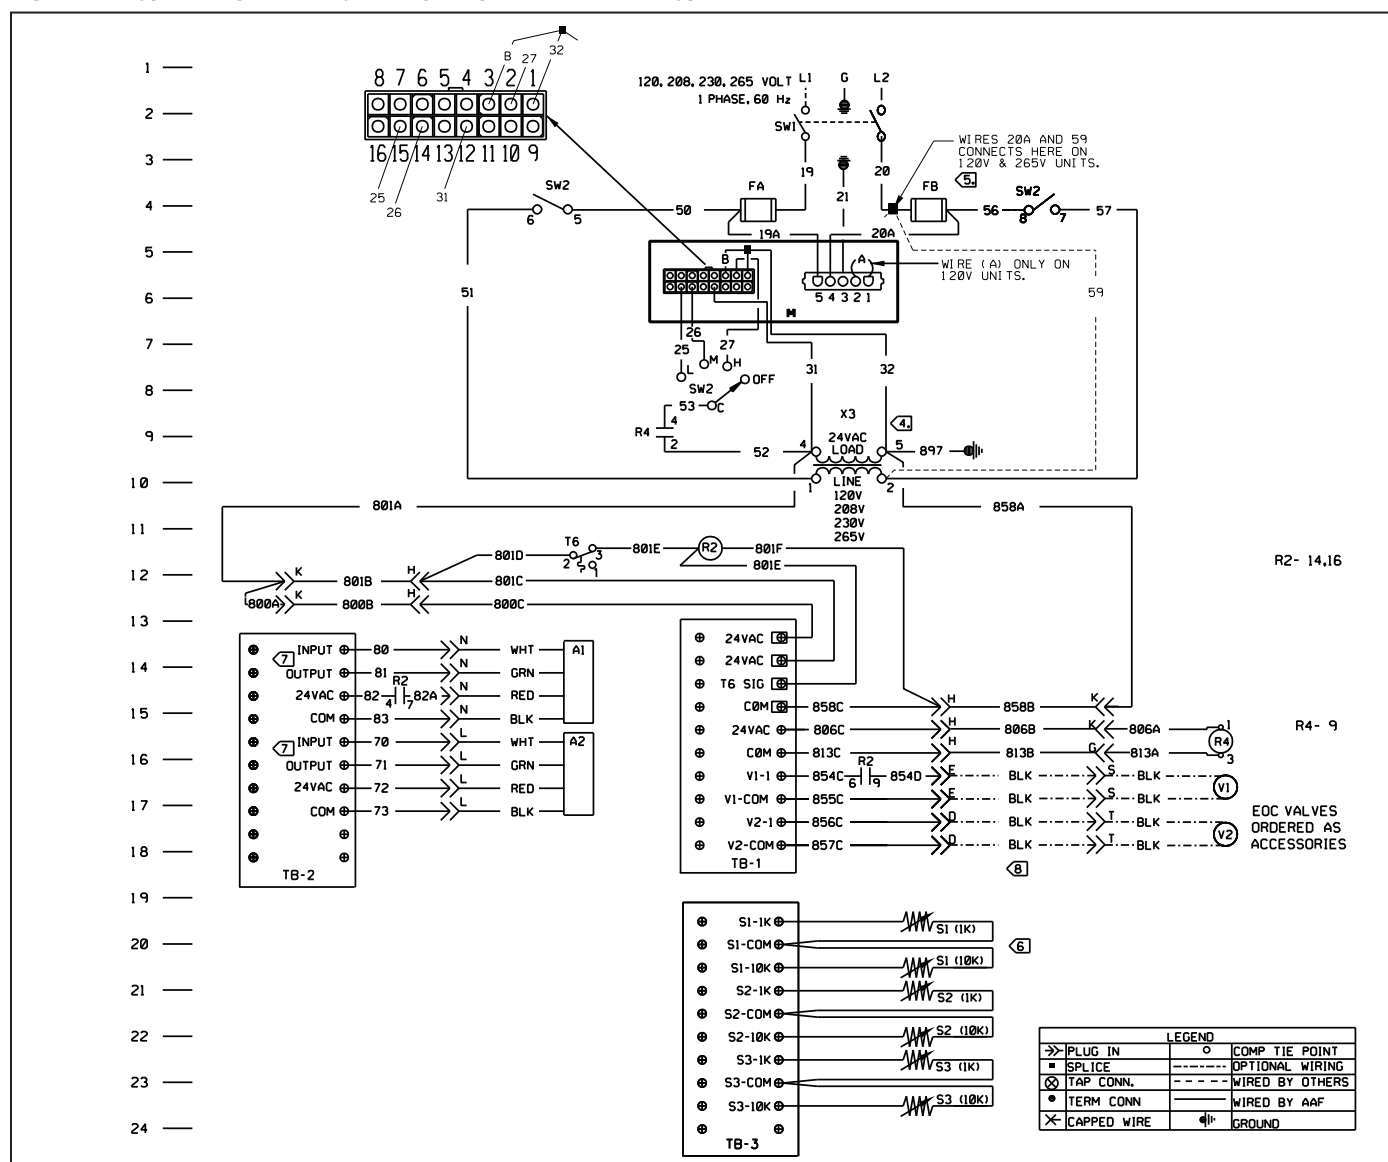 B 27 32
1
8 7 6 5 4 3 2 1
120, 208, 230, 265 VOLT L1 G L2
1 PHASE, 60 Hz
2
SW1
WIRES 20A AND 59
CONNECTS HERE ON
120V & 265V UNITS.
16 15 14 13 12 11 10 9
3
19 20
5.
25 26 31
SW2 FA 21 FB SW2
4
6 5 50 56 8 7 57
19A 20A
5
B (A)
WIRE (A) ONLY ON
120V UNITS.
51 59
6
5 4 3 2 1
M
26
7
25 27
M H
L
31 32
8
SW2 OFF
53 C
4
X3
4.
R4
9
2
24VAC
4 LOAD 5
52 897
10
1 LINE 2
120V
208V
230V
265V
801A 858A
11
T6
801D 3 801E R2 801F
2 1 801E
R2- 14,16
12
K 801B H 801C
K
800A 800B H 800C
13
INPUT 80 N WHT A1
24VAC
7
14
OUTPUT 81 N GRN
24VAC
R2
24VAC 82 4 7 82A N RED
T6 SIG
15
COM 83 N BLK
COM 858C H 858B K
INPUT 70 L WHT A2
24VAC 806C H 806B K 806A 1
R4- 9
7
R4
16
OUTPUT 71 L GRN
COM 813C H 813B G 813A 3
24VAC 72 L RED
R2
V1-1 854C 6 9 854D E BLK S BLK
V1
17
COM 73 L BLK
V1-COM 855C E BLK S BLK
EOC VALVES
ORDERED AS
ACCESSORIES
V2-1 856C D BLK T BLK
V2
18
V2-COM 857C D BLK T BLK
TB-2
TB-1
8
19
S1-1K S1 (1K)
20
S1-COM
6
S1-10K S1 (10K)
21
S2-1K S2 (1K)
S2-COM
22
S2-10K S2 (10K)
S3-1K S3 (1K)
23
S3-COM
S3-10K S3 (10K)
24
TB-3
LEGEND
PLUG IN COMP TIE POINT
SPLICE OPTIONAL WIRING
TAP CONN. WIRED BY OTHERS
TERM CONN WIRED BY AAF
CAPPED WIRE GROUND